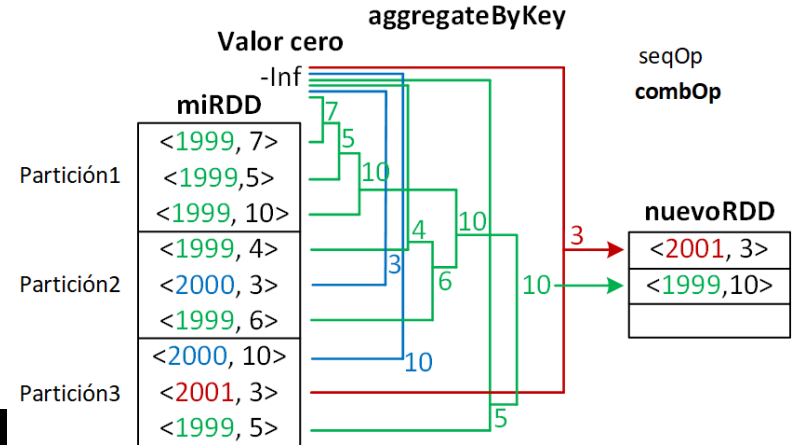 aggregateByKey
Valor cero
-Inf
seqOp
combOp
miRDD
Partición1
<1999, 7>
<1999,5>
<1999, 10>
Partición2
<1999, 4>
<2000, 3>
<1999, 6>
Partición3
<2000, 10>
<2001, 3>
<1999, 5>
7
5
10
4
3
6
10
10
5
3
10
nuevoRDD
<2001, 3>
<1999,10>